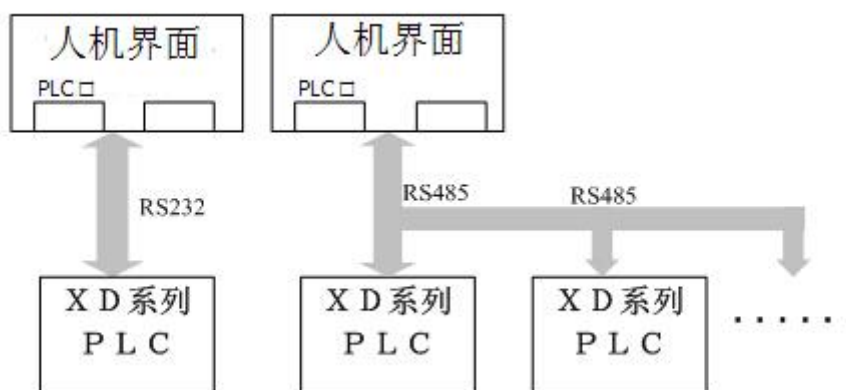 人机界面
PLC口
人机界面
PLC口
RS232
RS485
RS485
XD系列
PLC
XD系列
PLC
XD系列
PLC
.....